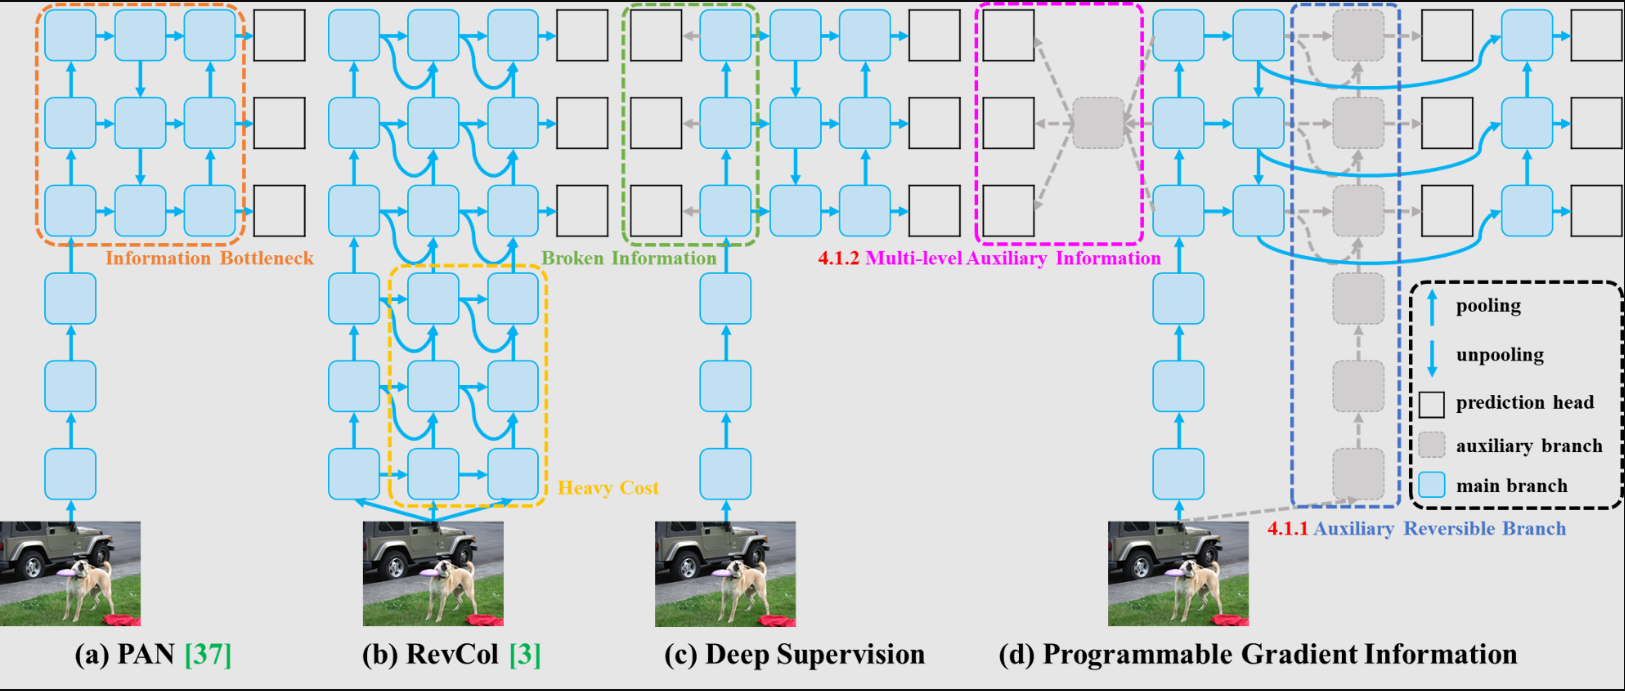 Information Bottleneck
Broken Information
4.1.2 Multi-level Auxiliary Information
pooling
unpooling
prediction head
auxiliary branch
main branch
Heavy Cost
4.1.1 Auxiliary Reversible Branch
(a) PAN [37]
(b) RevCol [3]
(c) Deep Supervision
(d) Programmable Gradient Information